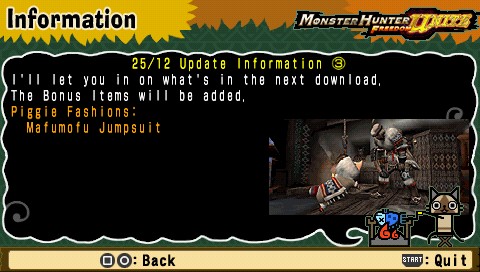 Information
MONSTER HUNTER
FREEDOM UNITE
25/12 Update Information ③
I'll let you in on what's in the next download,
The Bonus Items will be added,
Piggie Fashions:
Mafumofu Jumpsuit
□○: Back
START: Quit